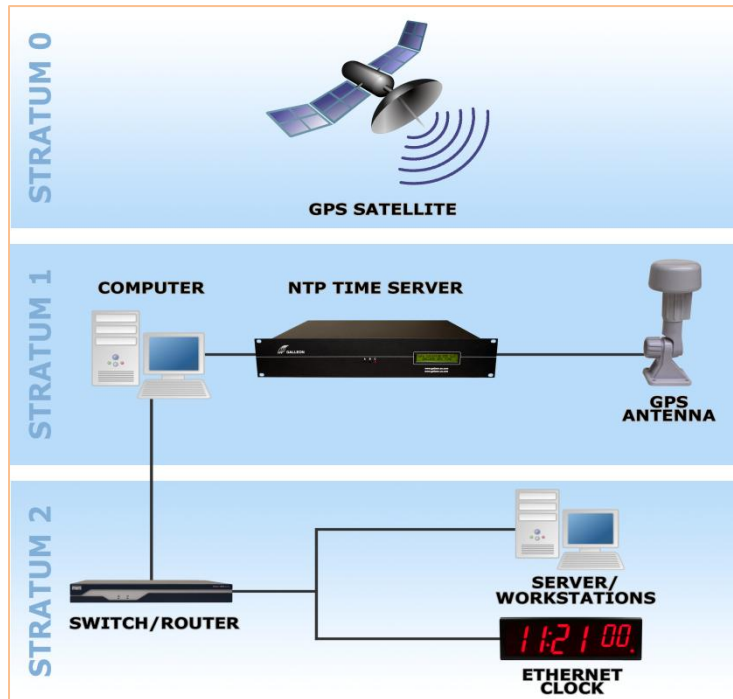 STRATUM 0
GPS SATELLITE
STRATUM 1
COMPUTER
NTP TIME SERVER
GALLEON
GPS
ANTENNA
STRATUM 2
SWITCH/ROUTER
SERVER/
WORKSTATIONS
11:21 00.
ETHERNET
CLOCK